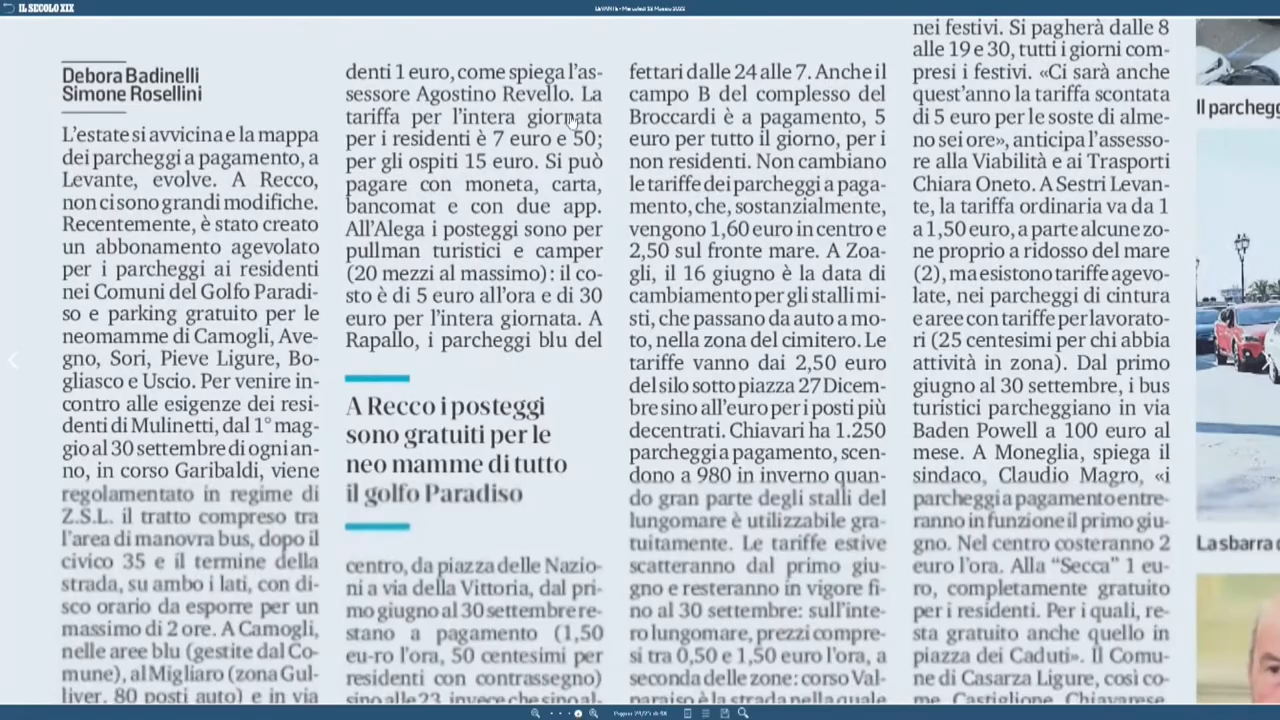 IL SECOLO XIX
LEVANTE - Mercoledì
Debora Badinelli
Simone Rosellini
L'estate si avvicina e la mappa
dei parcheggi a pagamento, a
Levante, evolve. A Recco,
non ci sono grandi modifiche.
Recentemente, è stato creato
un abbonamento agevolato
per i parcheggi ai residenti
nei Comuni del Golfo Paradi-
so e parking gratuito per le
neomamme di Camogli, Ave-
gno, Sori, Pieve Ligure, Bo-
gliasco e Uscio. Per venire in-
contro alle esigenze dei resi-
denti di Mulinetti, dal 1° mag-
gio al 30 settembre di ogni an-
no, in corso Garibaldi, viene
regolamentato in regime di
Z.S.L. il tratto compreso tra
l'area di manovra bus, dopo il
civico 35 e il termine della
strada, su ambo i lati, con di-
sco orario da esporre per un
massimo di 2 ore. A Camogli,
nelle aree blu (gestite dal Co-
mune), al Migliaro (zona Gul-
liver, 80 posti auto) e in via
denti 1 euro, come spiega l'as-
sessore Agostino Revello. La
tariffa per l'intera giornata
per i residenti è 7 euro e 50;
per gli ospiti 15 euro. Si può
pagare con moneta, carta,
bancomat e con due app.
All'Alega i posteggi sono per
pullman turistici e camper
(20 mezzi al massimo): il co-
sto è di 5 euro all'ora e di 30
euro per l'intera giornata. A
Rapallo, i parcheggi blu del
A Recco i posteggi
sono gratuiti per le
neo mamme di tutto
il golfo Paradiso
centro, da piazza delle Nazio-
ni a via della Vittoria, dal pri-
mo giugno al 30 settembre re-
stano a pagamento (1,50
eu-ro l'ora, 50 centesimi per
residenti con contrassegno)
sino alle 23, invece che sino al-
fettari dalle 24 alle 7. Anche il
campo B del complesso del
Broccardi è a pagamento, 5
euro per tutto il giorno, per i
non residenti. Non cambiano
le tariffe dei parcheggi a paga-
mento, che, sostanzialmente,
vengono 1,60 euro in centro e
2,50 sul fronte mare. A Zoa-
gli, il 16 giugno è la data di
cambiamento per gli stalli mi-
sti, che passano da auto a mo-
to, nella zona del cimitero. Le
tariffe vanno dai 2,50 euro
del silo sotto piazza 27 Dicem-
bre sino all'euro per i posti più
decentrati. Chiavari ha 1.250
parcheggi a pagamento, scen-
dono a 980 in inverno quan-
do gran parte degli stalli del
lungomare è utilizzabile gra-
tuitamente. Le tariffe estive
scatteranno dal primo giu-
gno e resteranno in vigore fi-
no al 30 settembre: sull'inte-
ro lungomare, prezzi compre-
si tra 0,50 e 1,50 euro l'ora, a
seconda delle zone: corso Val-
paraiso è la strada nella quale
nei festivi. Si pagherà dalle 8
alle 19 e 30, tutti i giorni com-
presi i festivi. «Ci sarà anche
quest'anno la tariffa scontata
di 5 euro per le soste di alme-
no sei ore», anticipa l'assesso-
re alla Viabilità e ai Trasporti
Chiara Oneto. A Sestri Levan-
te, la tariffa ordinaria va da 1
a 1,50 euro, a parte alcune zo-
ne proprio a ridosso del mare
(2), ma esistono tariffe agevo-
late, nei parcheggi di cintura
e aree con tariffe per lavorato-
ri (25 centesimi per chi abbia
attività in zona). Dal primo
giugno al 30 settembre, i bus
turistici parcheggiano in via
Baden Powell a 100 euro al
mese. A Moneglia, spiega il
sindaco, Claudio Magro, «i
parcheggi a pagamento entre-
ranno in funzione il primo giu-
gno. Nel centro costeranno 2
euro l'ora. Alla “Secca” 1 eu-
ro, completamente gratuito
per i residenti. Per i quali, re-
sta gratuito anche quello in
piazza dei Caduti». Il Comu-
ne di Casarza Ligure, così co-
me Castiglione Chiavarese,
Il parchegg
La sbarra